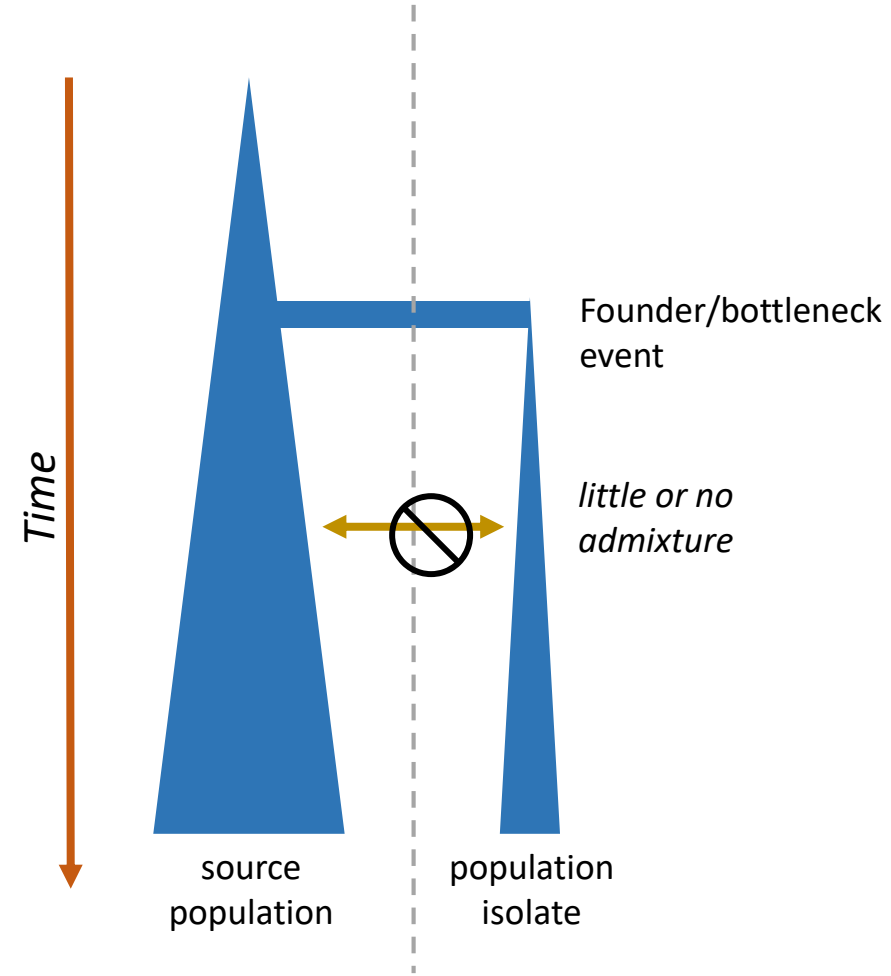 Founder/bottleneck
event
Time
little or no
admixture
source
population
population
isolate